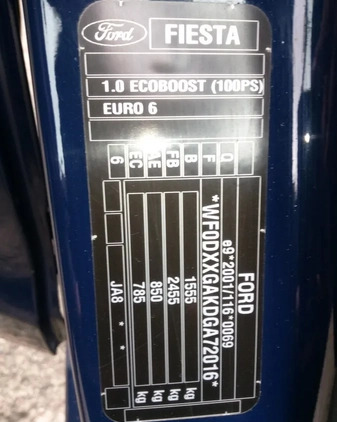 Ford
FIESTA
1.0 ECOBOOST (100PS)
EURO 6
FORD
e9*2001/116*0069
*WF0DXXGAKDGA72016*
1555 kg
2455 kg
850 kg
785 kg
Q F B FB AE EC 6
JA8 * *